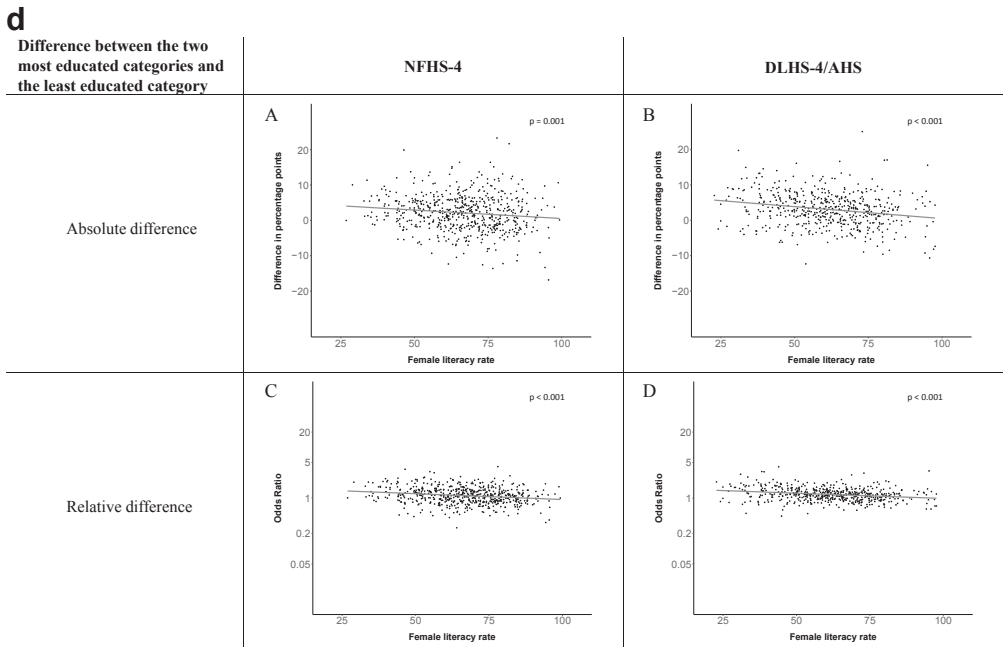 d
Difference between the two
most educated categories and
the least educated category
NFHS-4
DLHS-4/AHS
Absolute difference
A
p = 0.001
Difference in percentage points
20
10
0
−10
−20
25
50
75
100
Female literacy rate
B
p < 0.001
Difference in percentage points
20
10
0
−10
−20
25
50
75
100
Female literacy rate
Relative difference
C
p < 0.001
Odds Ratio
20
5
1
0.2
0.05
25
50
75
100
Female literacy rate
D
p < 0.001
Odds Ratio
20
5
1
0.2
0.05
25
50
75
100
Female literacy rate